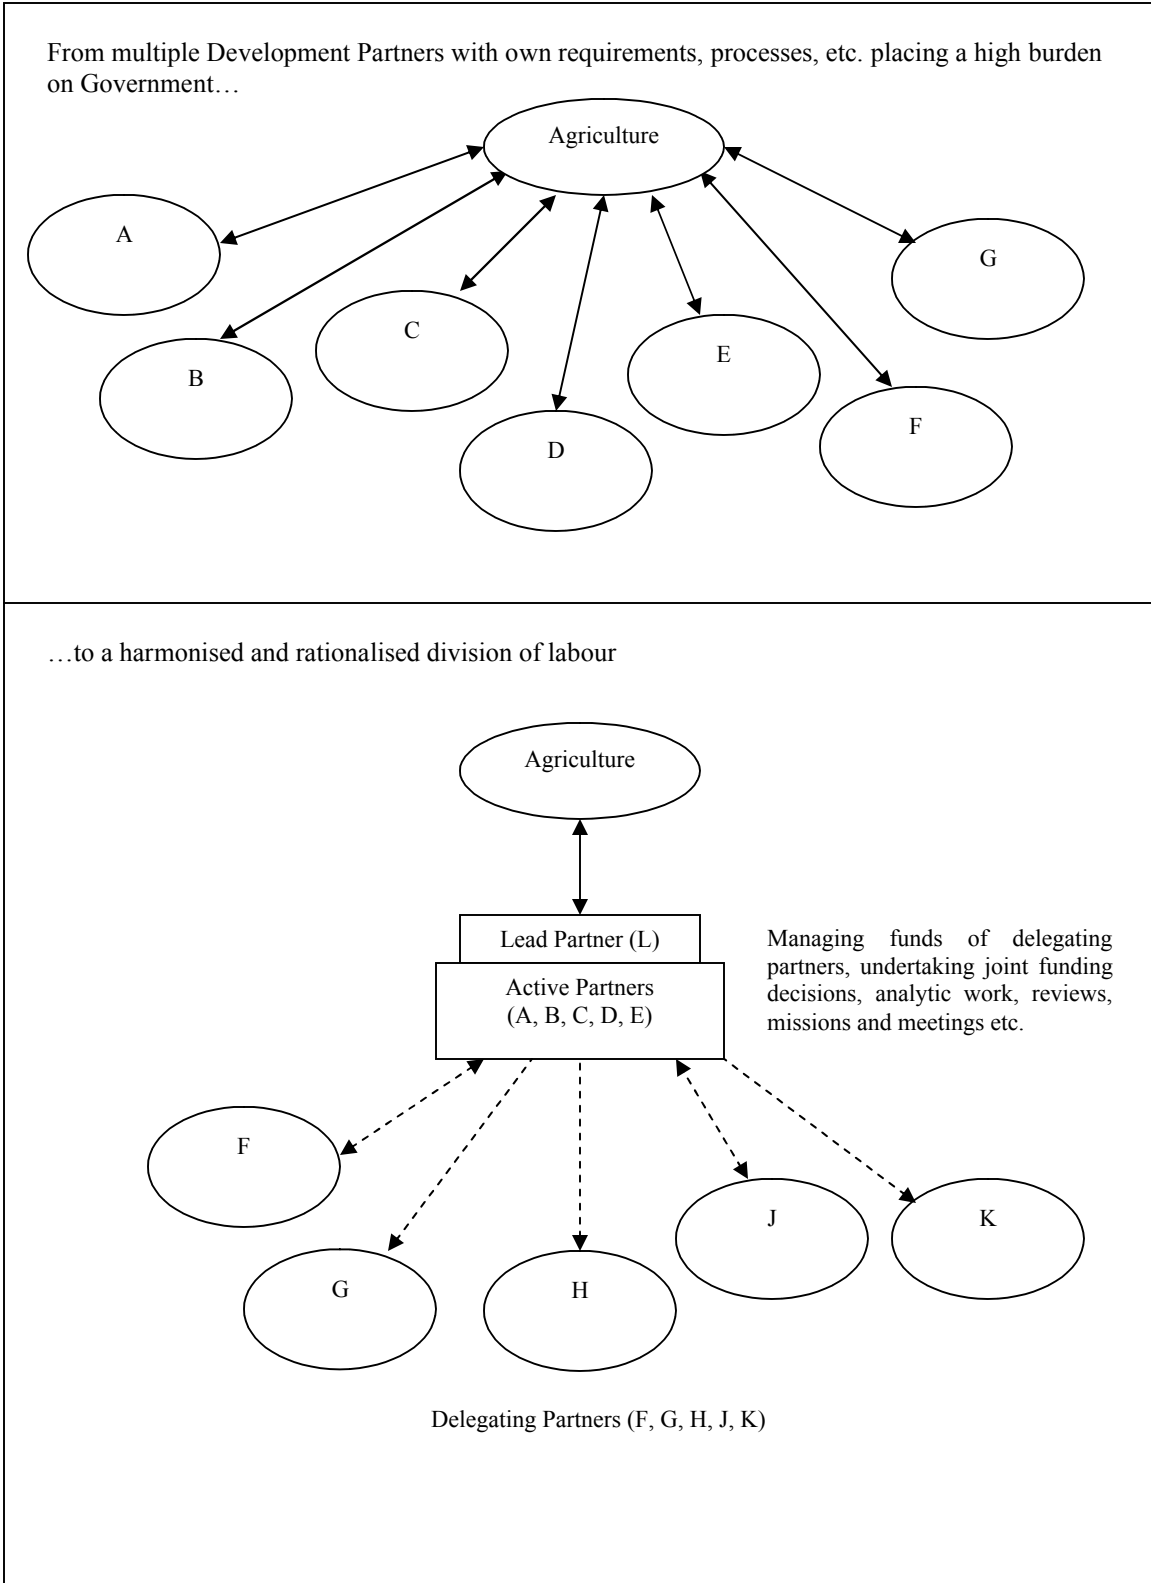 From multiple Development Partners with own requirements, processes, etc. placing a high burden
on Government…
Agriculture
A
G
C
E
B
F
D
…to a harmonised and rationalised division of labour
Agriculture
Lead Partner (L)
Active Partners
(A, B, C, D, E)
Managing funds of delegating
partners, undertaking joint funding
decisions, analytic work, reviews,
missions and meetings etc.
F
J
K
G
H
Delegating Partners (F, G, H, J, K)